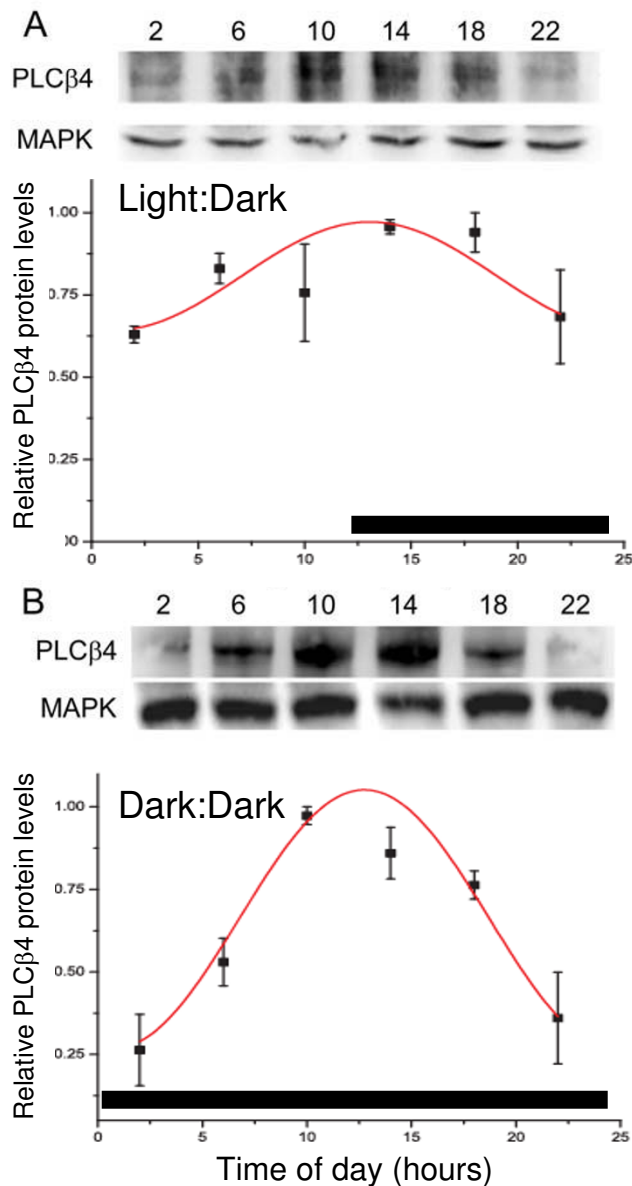 A
2 6 10 14 18 22
PLCβ4
MAPK
Light:Dark
Relative PLCβ4 protein levels
1.00
0.75
0.50
0.25
00
0 5 10 15 20 25
B
2 6 10 14 18 22
PLCβ4
MAPK
Dark:Dark
Relative PLCβ4 protein levels
1.00
0.75
0.50
0.25
0 5 10 15 20 25
Time of day (hours)